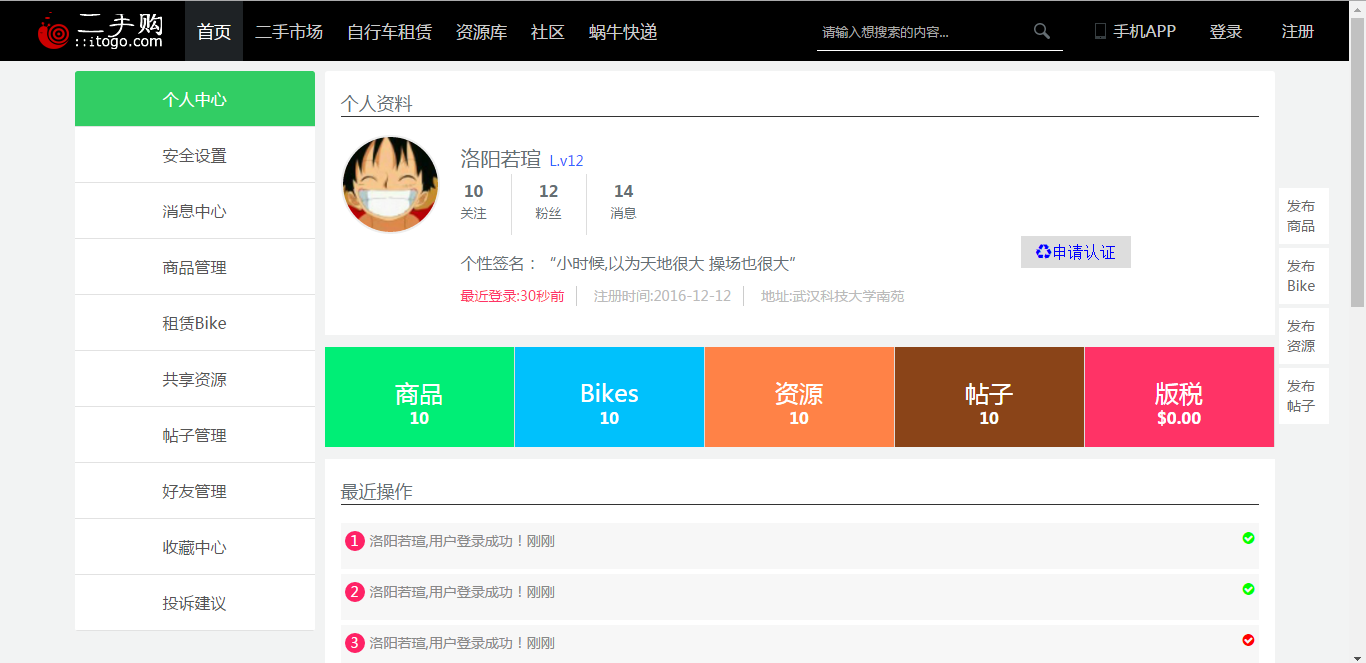 二手购
::itogo.com
首页
二手市场
自行车租赁
资源库
社区
蜗牛快递
请输入想搜索的内容...
手机APP
登录
注册
个人中心
安全设置
消息中心
商品管理
租赁Bike
共享资源
帖子管理
好友管理
收藏中心
投诉建议
个人资料
洛阳若瑄 L.v12
10 12 14
关注 粉丝 消息
个性签名：“小时候,以为天地很大 操场也很大”
最近登录:30秒前 注册时间:2016-12-12 地址:武汉科技大学南苑
♻申请认证
商品
10
Bikes
10
资源
10
帖子
10
版税
$0.00
最近操作
1 洛阳若瑄,用户登录成功！刚刚
2 洛阳若瑄,用户登录成功！刚刚
3 洛阳若瑄,用户登录成功！刚刚
发布
商品
发布
Bike
发布
资源
发布
帖子